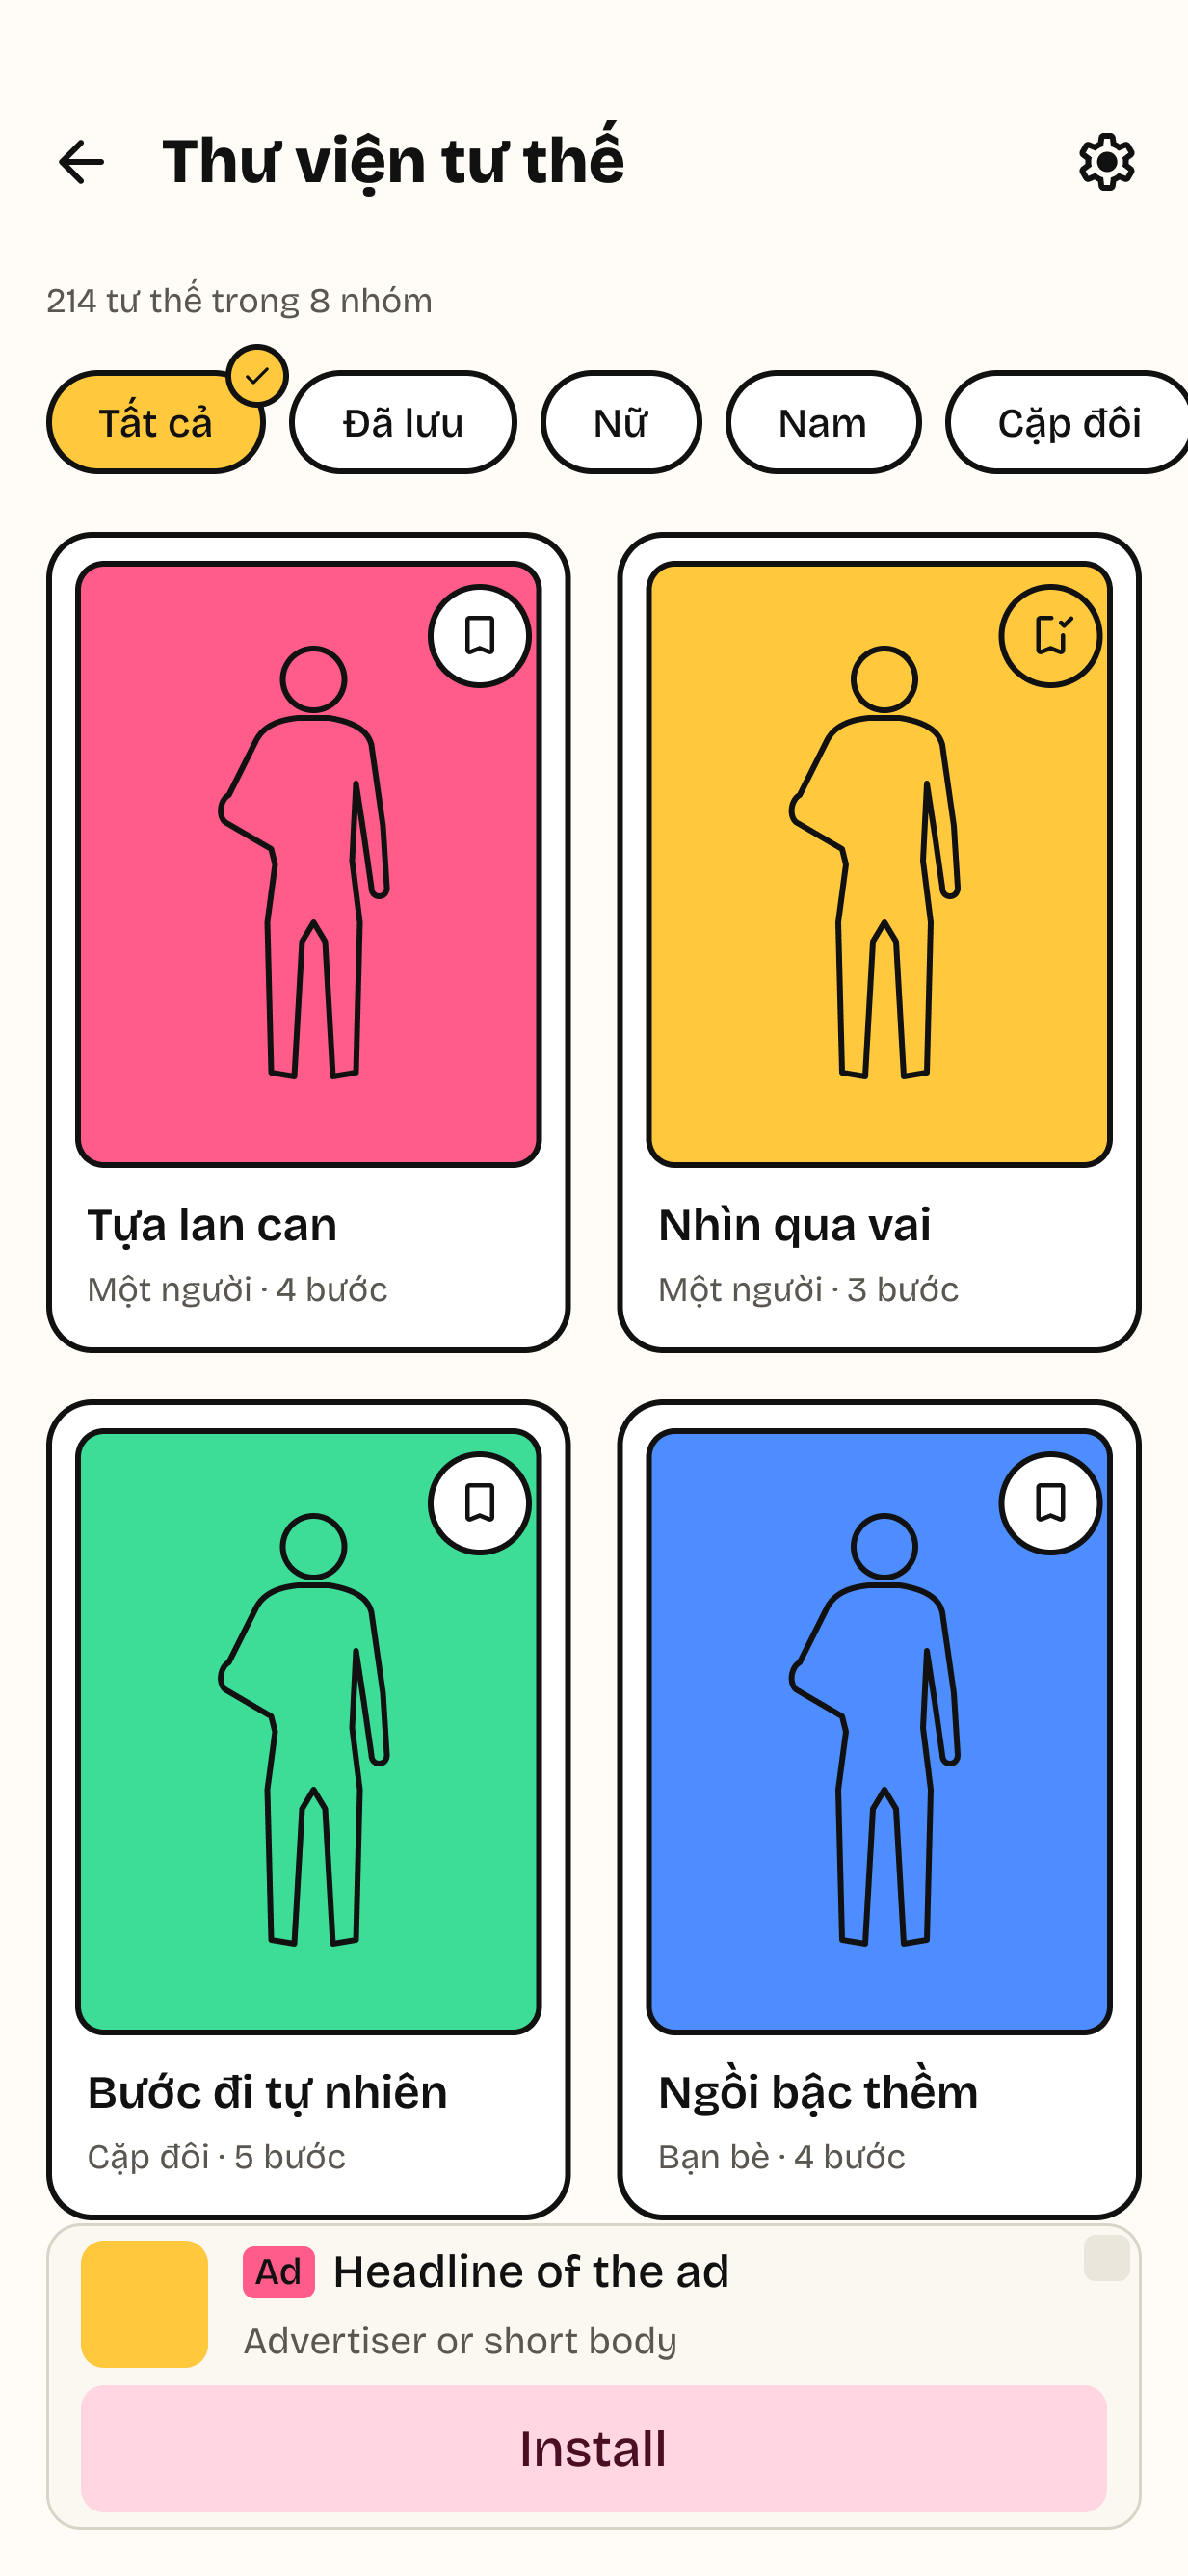 Thư viện tư thế
214 tư thế trong 8 nhóm
Tất cả
Đã lưu
Nữ
Nam
Cặp đôi
Tựa lan can
Một người · 4 bước
Nhìn qua vai
Một người · 3 bước
Bước đi tự nhiên
Cặp đôi · 5 bước
Ngồi bậc thềm
Bạn bè · 4 bước
Ad Headline of the ad
Advertiser or short body
Install